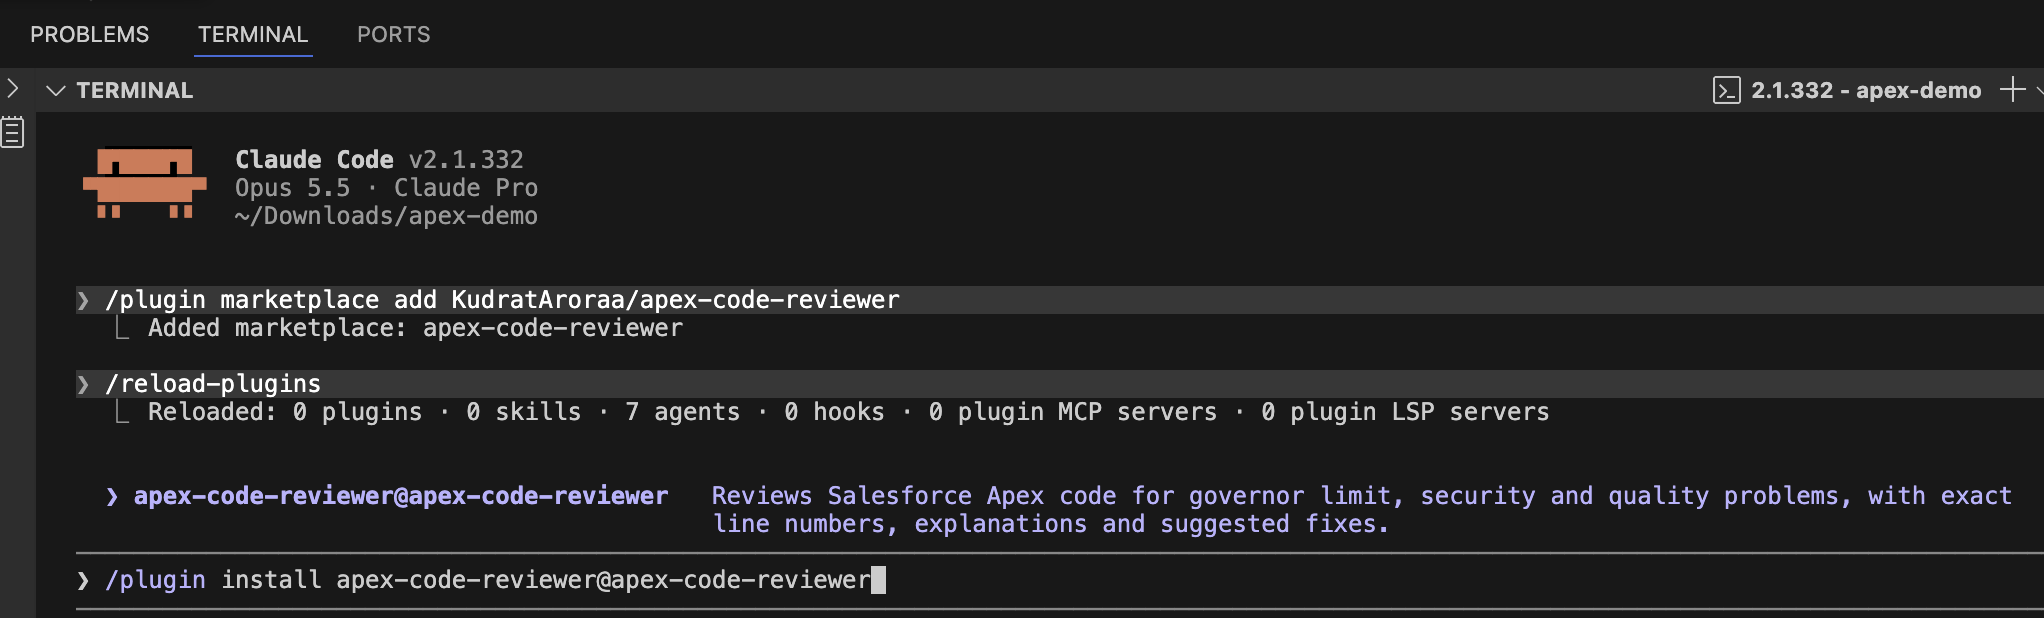 PROBLEMS TERMINAL PORTS
TERMINAL 2.1.332 - apex-demo
Claude Code v2.1.332
Opus 5.5 · Claude Pro
~/Downloads/apex-demo
❯ /plugin marketplace add KudratAroraa/apex-code-reviewer
⎿ Added marketplace: apex-code-reviewer
❯ /reload-plugins
⎿ Reloaded: 0 plugins · 0 skills · 7 agents · 0 hooks · 0 plugin MCP servers · 0 plugin LSP servers
❯ apex-code-reviewer@apex-code-reviewer Reviews Salesforce Apex code for governor limit, security and quality problems, with exact
line numbers, explanations and suggested fixes.
❯ /plugin install apex-code-reviewer@apex-code-reviewer